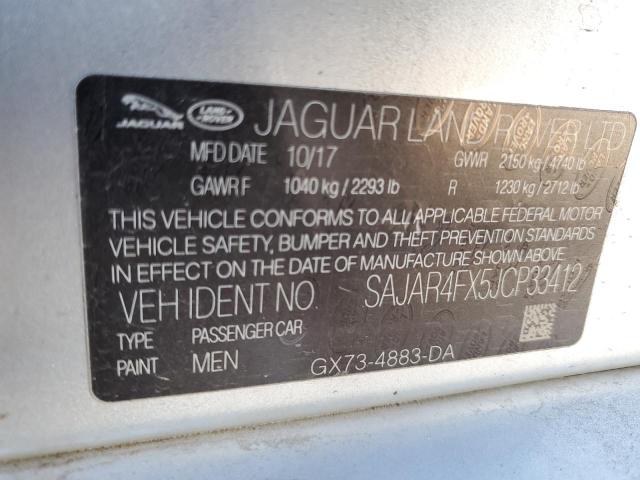 JAGUAR LAND-ROVER JAGUAR LAND ROVER LTD
MFD DATE 10/17 GVWR 2150 kg / 4740 lb
GAWR F 1040 kg / 2293 lb R 1230 kg / 2712 lb
THIS VEHICLE CONFORMS TO ALL APPLICABLE FEDERAL MOTOR
VEHICLE SAFETY, BUMPER AND THEFT PREVENTION STANDARDS
IN EFFECT ON THE DATE OF MANUFACTURE SHOWN ABOVE.
VEH IDENT NO SAJAR4FX5JCP33412
TYPE PASSENGER CAR
PAINT MEN GX73-4883-DA